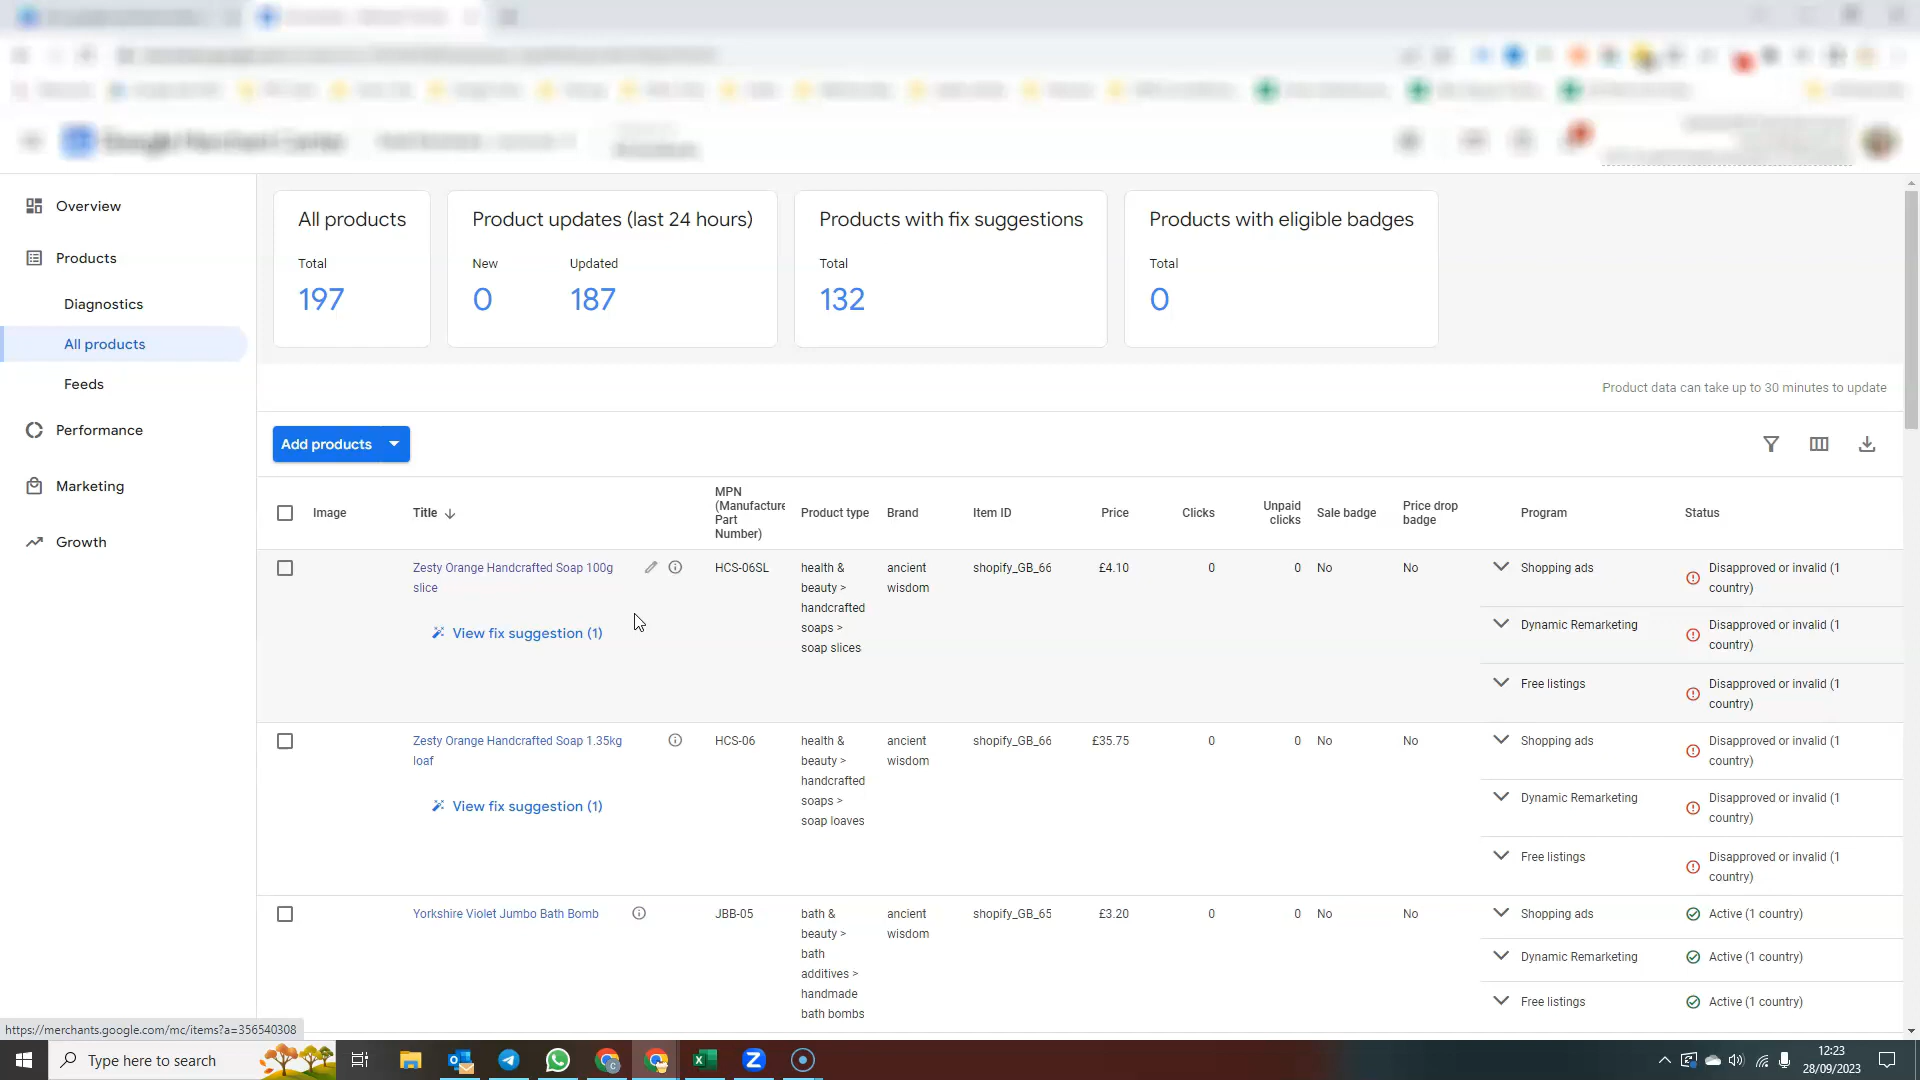 Overview
Products
Diagnostics
All products
Feeds
Performance
Marketing
Growth
All products
Total
197
Product updates (last 24 hours)
New Updated
0 187
Products with fix suggestions
Total
132
Products with eligible badges
Total
0
Product data can take up to 30 minutes to update
Add products
Image
Title
MPN
(Manufacture
Part
Number)
Product type
Brand
Item ID
Price
Clicks
Unpaid
clicks
Sale badge
Price drop
badge
Program
Status
Zesty Orange Handcrafted Soap 100g
slice
View fix suggestion (1)
HCS-06SL
health &
beauty >
handcrafted
soaps >
soap slices
ancient
wisdom
shopify_GB_66
£4.10
0
0
No
No
Shopping ads
Disapproved or invalid (1
country)
Dynamic Remarketing
Disapproved or invalid (1
country)
Free listings
Disapproved or invalid (1
country)
Zesty Orange Handcrafted Soap 1.35kg
loaf
View fix suggestion (1)
HCS-06
health &
beauty >
handcrafted
soaps >
soap loaves
ancient
wisdom
shopify_GB_66
£35.75
0
0
No
No
Shopping ads
Disapproved or invalid (1
country)
Dynamic Remarketing
Disapproved or invalid (1
country)
Free listings
Disapproved or invalid (1
country)
Yorkshire Violet Jumbo Bath Bomb
JBB-05
bath &
beauty >
bath
additives >
handmade
bath bombs
ancient
wisdom
shopify_GB_65
£3.20
0
0
No
No
Shopping ads
Active (1 country)
Dynamic Remarketing
Active (1 country)
Free listings
Active (1 country)
https://merchants.google.com/mc/items?a=356540308
Type here to search
12:23
28/09/2023